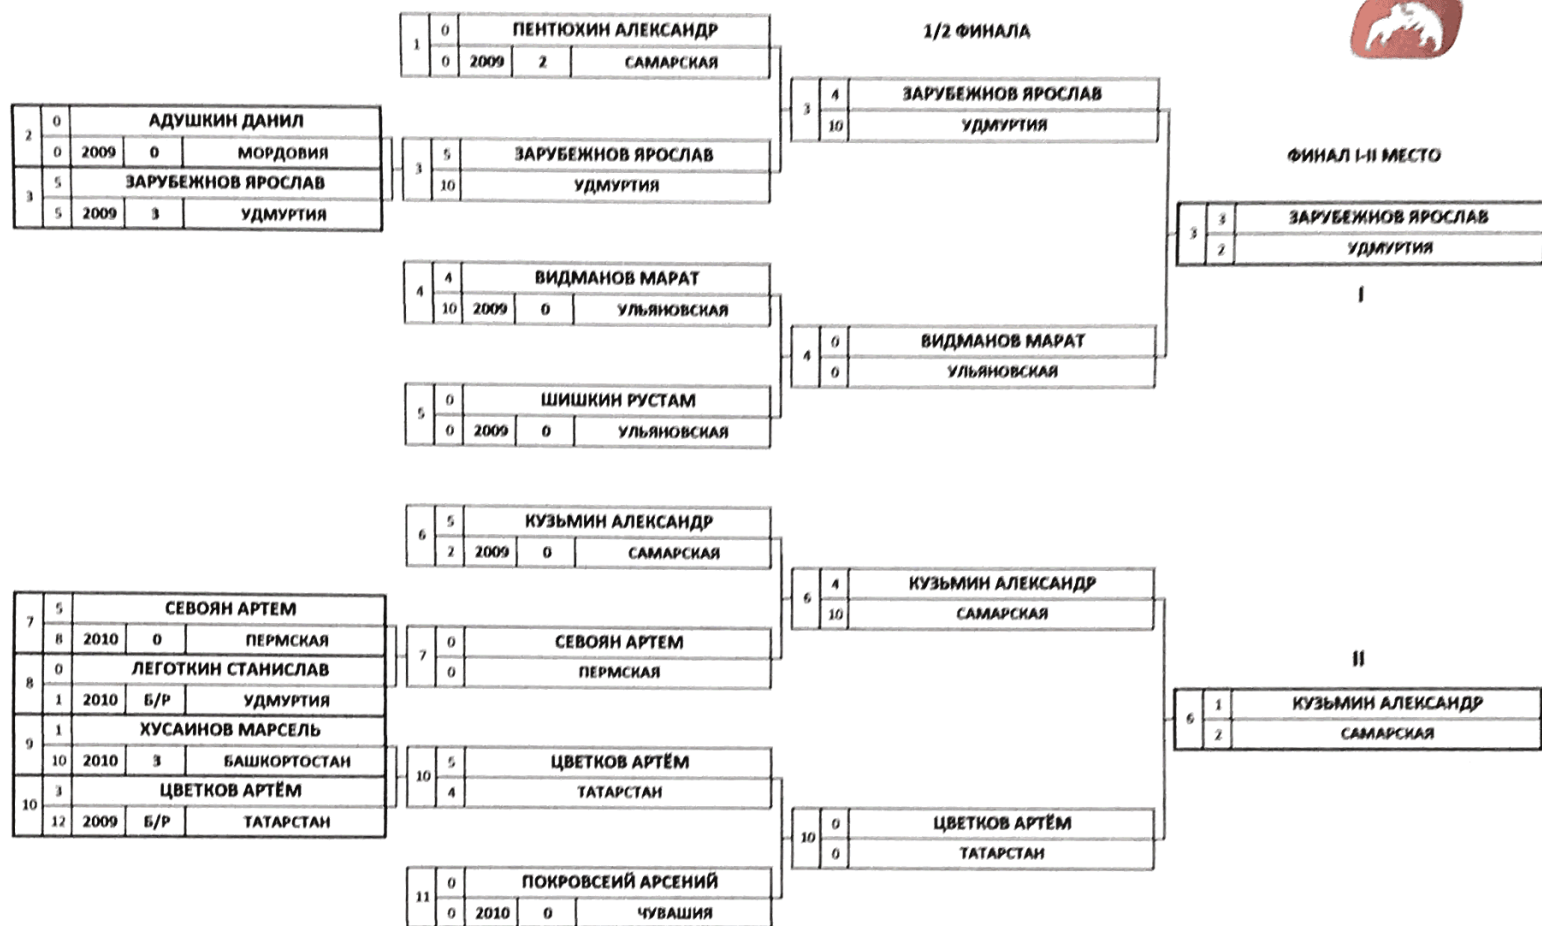 1 0 ПЕНТЮХИН АЛЕКСАНДР
0 2009 2 САМАРСКАЯ
1/2 ФИНАЛА
3 4 ЗАРУБЕЖНОВ ЯРОСЛАВ
10 УДМУРТИЯ
2 0 АДУШКИН ДАНИЛ
0 2009 0 МОРДОВИЯ
3 5 ЗАРУБЕЖНОВ ЯРОСЛАВ
5 2009 3 УДМУРТИЯ
3 5 ЗАРУБЕЖНОВ ЯРОСЛАВ
10 УДМУРТИЯ
ФИНАЛ I-II МЕСТО
3 3 ЗАРУБЕЖНОВ ЯРОСЛАВ
2 УДМУРТИЯ
I
4 4 ВИДМАНОВ МАРАТ
10 2009 0 УЛЬЯНОВСКАЯ
4 0 ВИДМАНОВ МАРАТ
0 УЛЬЯНОВСКАЯ
5 0 ШИШКИН РУСТАМ
0 2009 0 УЛЬЯНОВСКАЯ
6 5 КУЗЬМИН АЛЕКСАНДР
2 2009 0 САМАРСКАЯ
6 4 КУЗЬМИН АЛЕКСАНДР
10 САМАРСКАЯ
7 5 СЕВОЯН АРТЕМ
8 2010 0 ПЕРМСКАЯ
8 0 ЛЕГОТКИН СТАНИСЛАВ
1 2010 Б/Р УДМУРТИЯ
7 0 СЕВОЯН АРТЕМ
0 ПЕРМСКАЯ
II
6 1 КУЗЬМИН АЛЕКСАНДР
2 САМАРСКАЯ
9 1 ХУСАИНОВ МАРСЕЛЬ
10 2010 3 БАШКОРТОСТАН
10 3 ЦВЕТКОВ АРТЁМ
12 2009 Б/Р ТАТАРСТАН
10 5 ЦВЕТКОВ АРТЁМ
4 ТАТАРСТАН
10 0 ЦВЕТКОВ АРТЁМ
0 ТАТАРСТАН
11 0 ПОКРОВСЕИЙ АРСЕНИЙ
0 2010 0 ЧУВАШИЯ